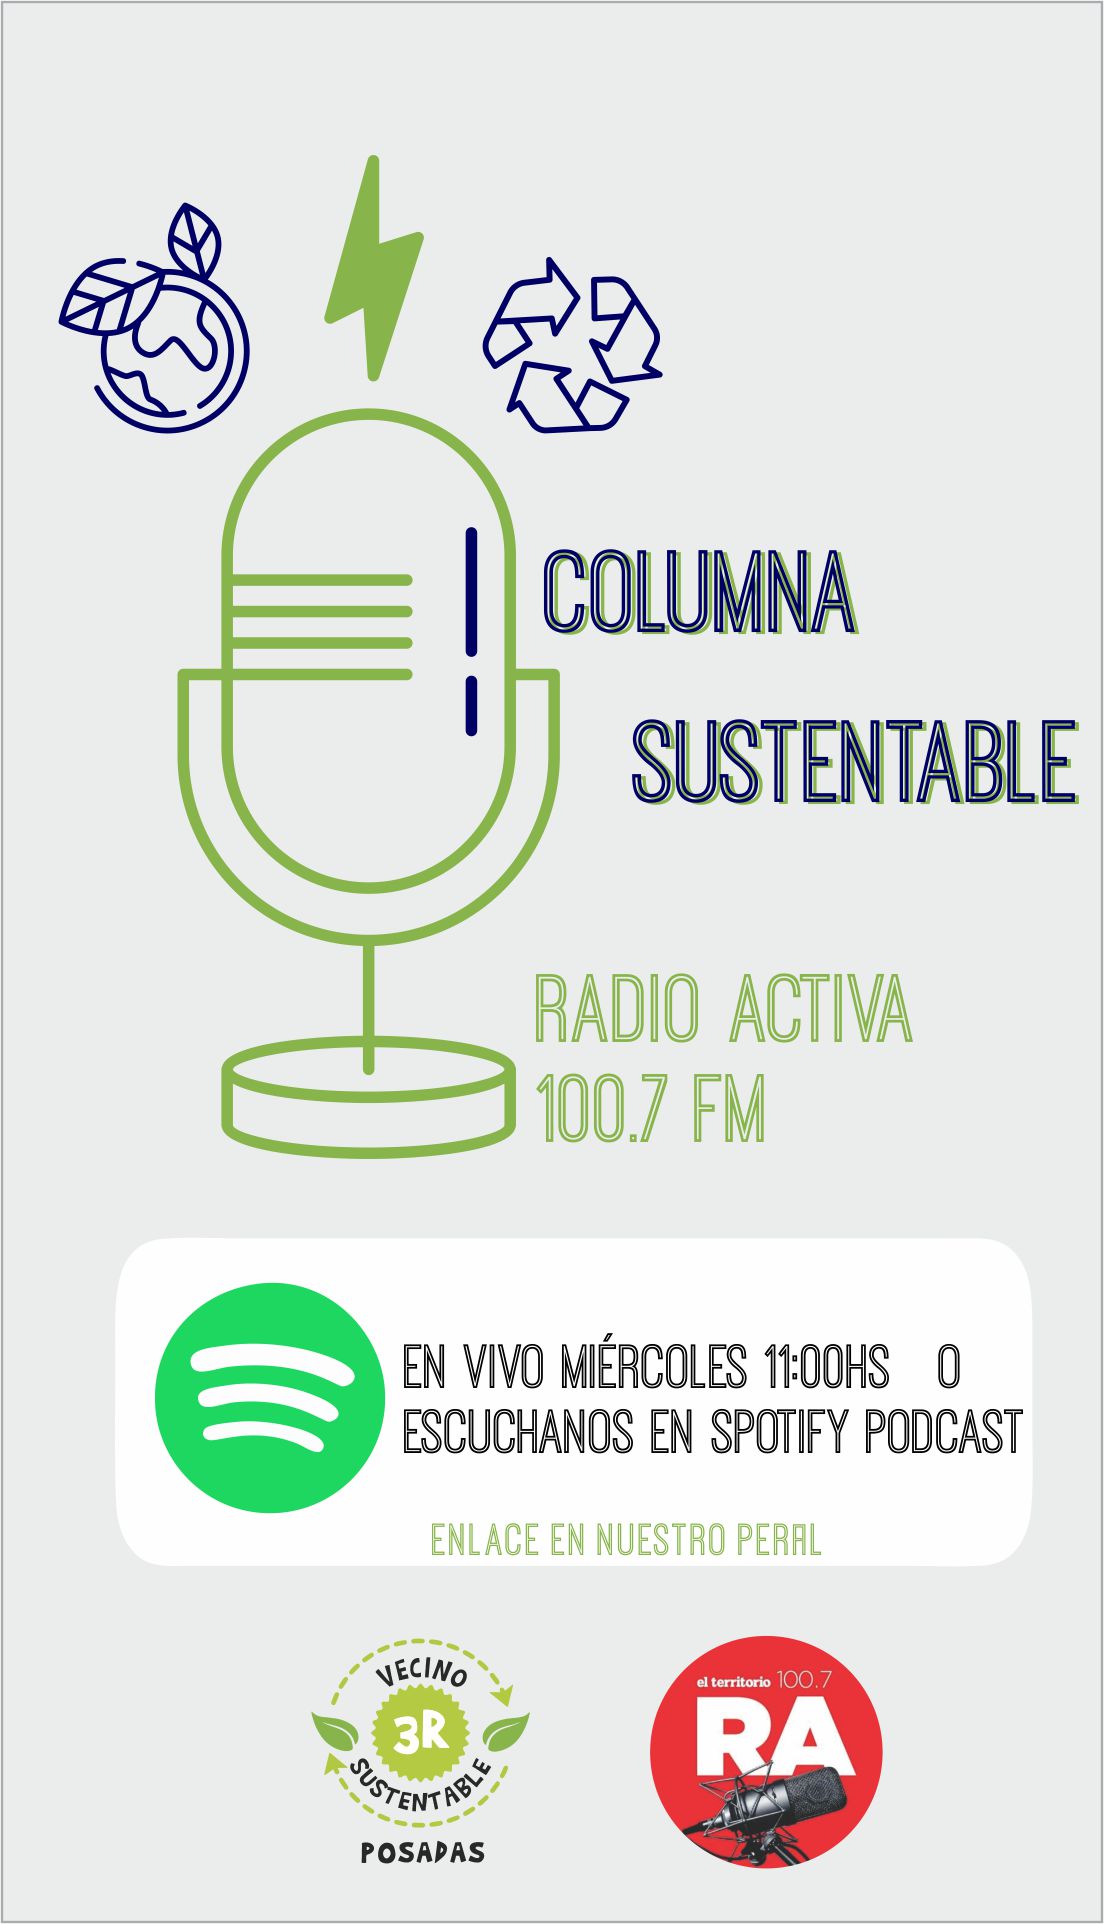 COLUMNA
SUSTENTABLE
RADIO ACTIVA
100.7 FM
EN VIVO MIÉRCOLES 11:00HS O
ESCUCHANOS EN SPOTIFY PODCAST
ENLACE EN NUESTRO PERAL
VECINO
3R
SUSTENTABLE
POSADAS
el territorio 100.7
RA